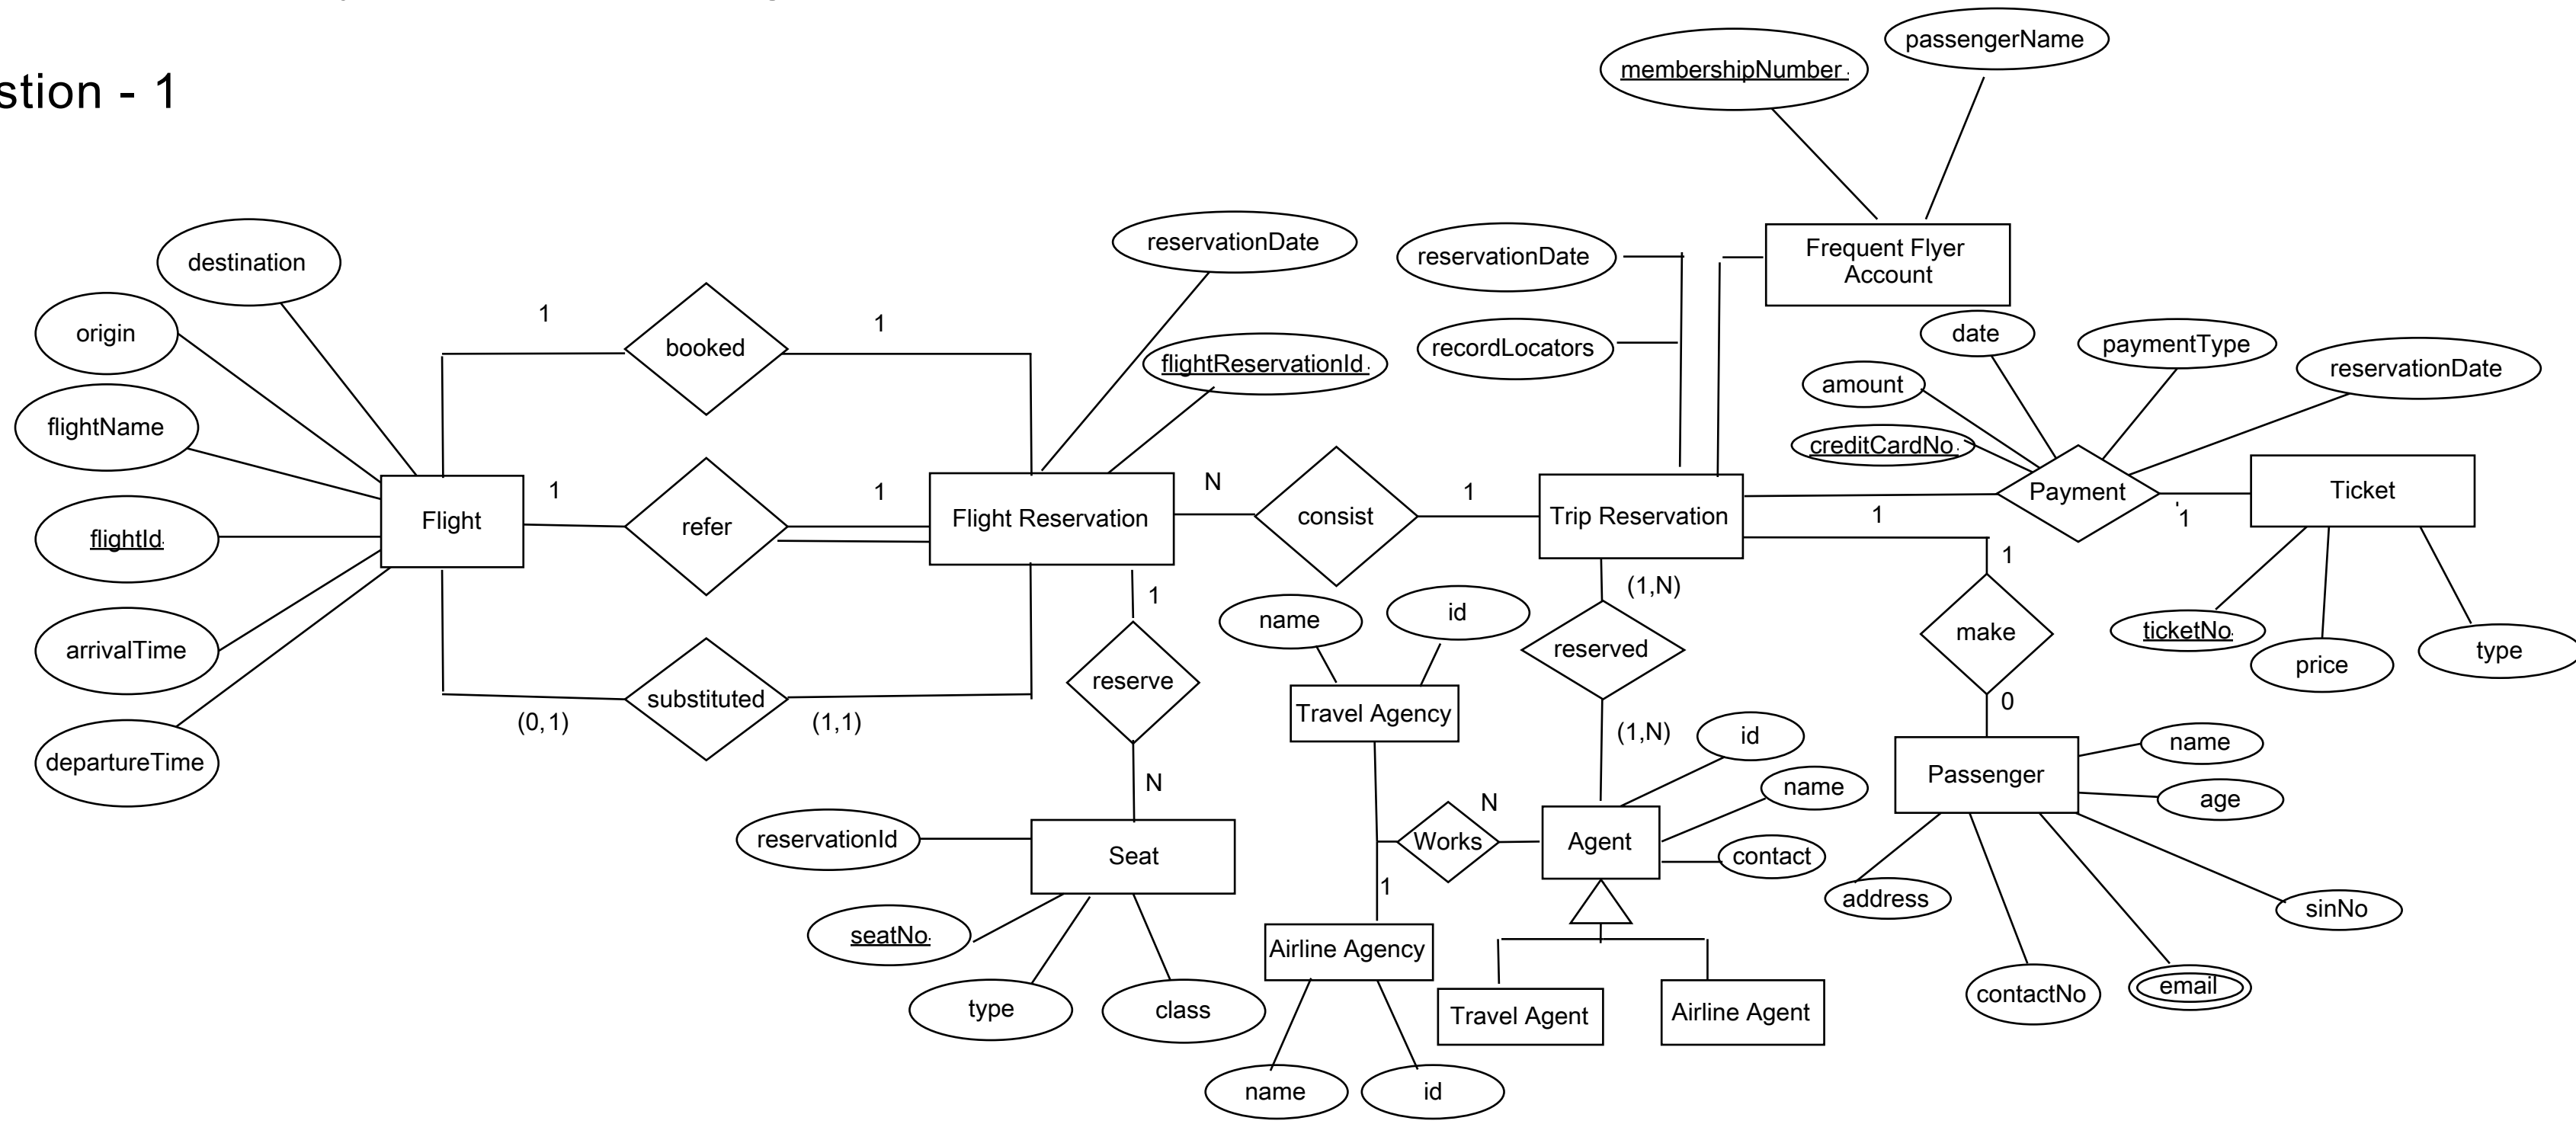 stion - 1
membershipNumber
passengerName
destination
origin
flightName
flightId
arrivalTime
departureTime
Flight
1
booked
1
1
refer
1
(0,1)
substituted
(1,1)
reservationDate
flightReservationId
Flight Reservation
N
consist
1
reservationDate
recordLocators
Frequent Flyer
Account
Trip Reservation
date
paymentType
reservationDate
amount
creditCardNo
Payment
1
1
Ticket
ticketNo
price
type
1
make
0
1
reserve
N
reservationId
Seat
seatNo
type
class
name
id
Travel Agency
(1,N)
reserved
(1,N)
N
Works
1
Agent
id
name
contact
Airline Agency
name
id
Travel Agent
Airline Agent
Passenger
name
age
address
contactNo
email
sinNo